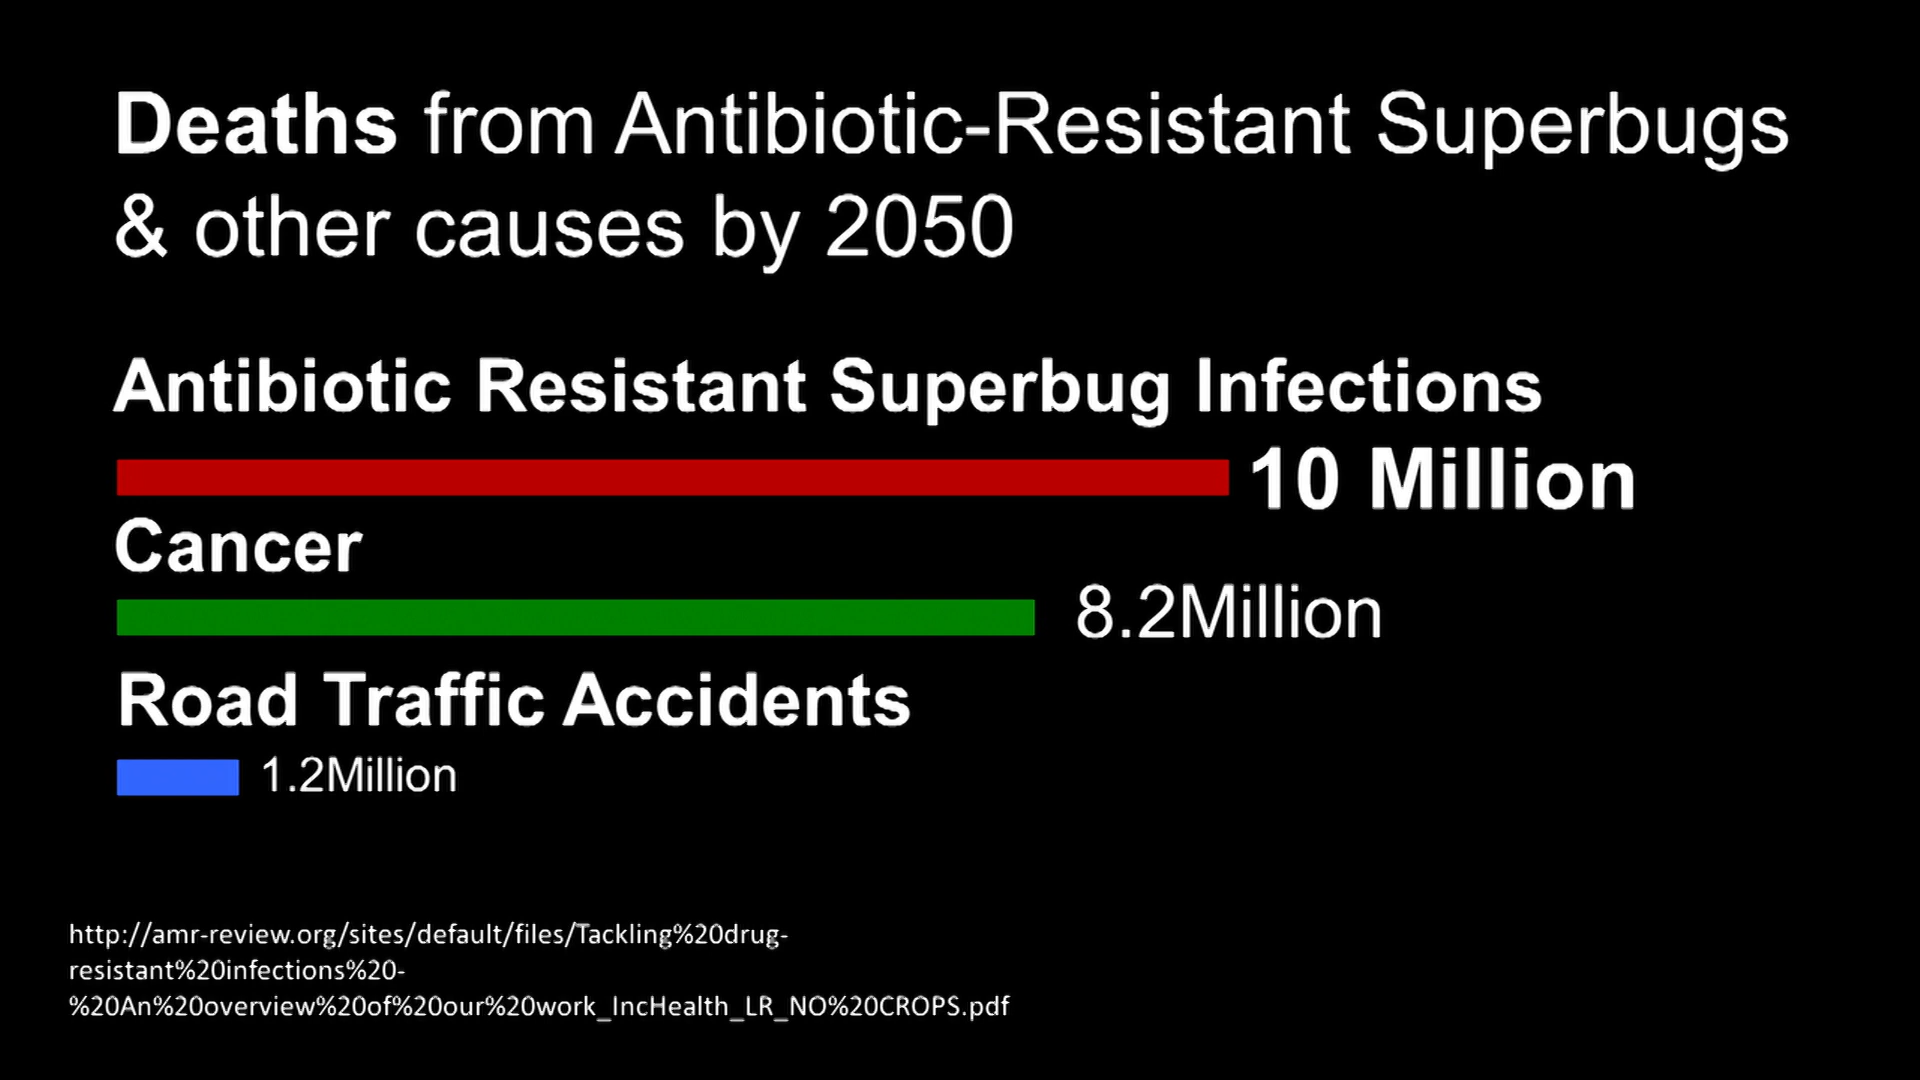 Deaths from Antibiotic-Resistant Superbugs
& other causes by 2050
Antibiotic Resistant Superbug Infections
10 Million
Cancer
8.2Million
Road Traffic Accidents
1.2Million
http://amr-review.org/sites/default/files/Tackling%20drug-
resistant%20infections%20-
%20An%20overview%20of%20our%20work_IncHealth_LR_NO%20CROPS.pdf